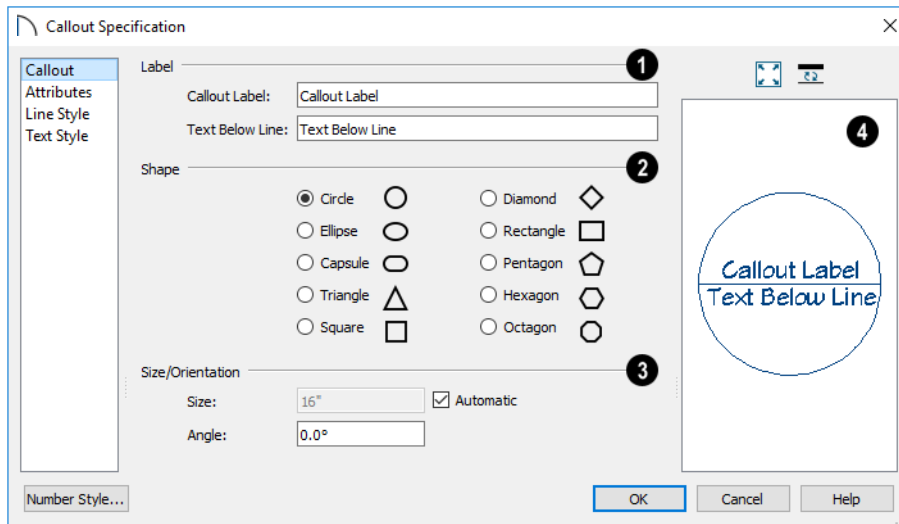 Callout Specification
Callout
Attributes
Line Style
Text Style
Label
1
Callout Label:
Callout Label
Text Below Line:
Text Below Line
Shape
2
Circle
Diamond
Ellipse
Rectangle
Capsule
Pentagon
Triangle
Hexagon
Square
Octagon
Size/Orientation
3
Size:
16"
Automatic
Angle:
0.0°
4
Callout Label
Text Below Line
Number Style...
OK
Cancel
Help